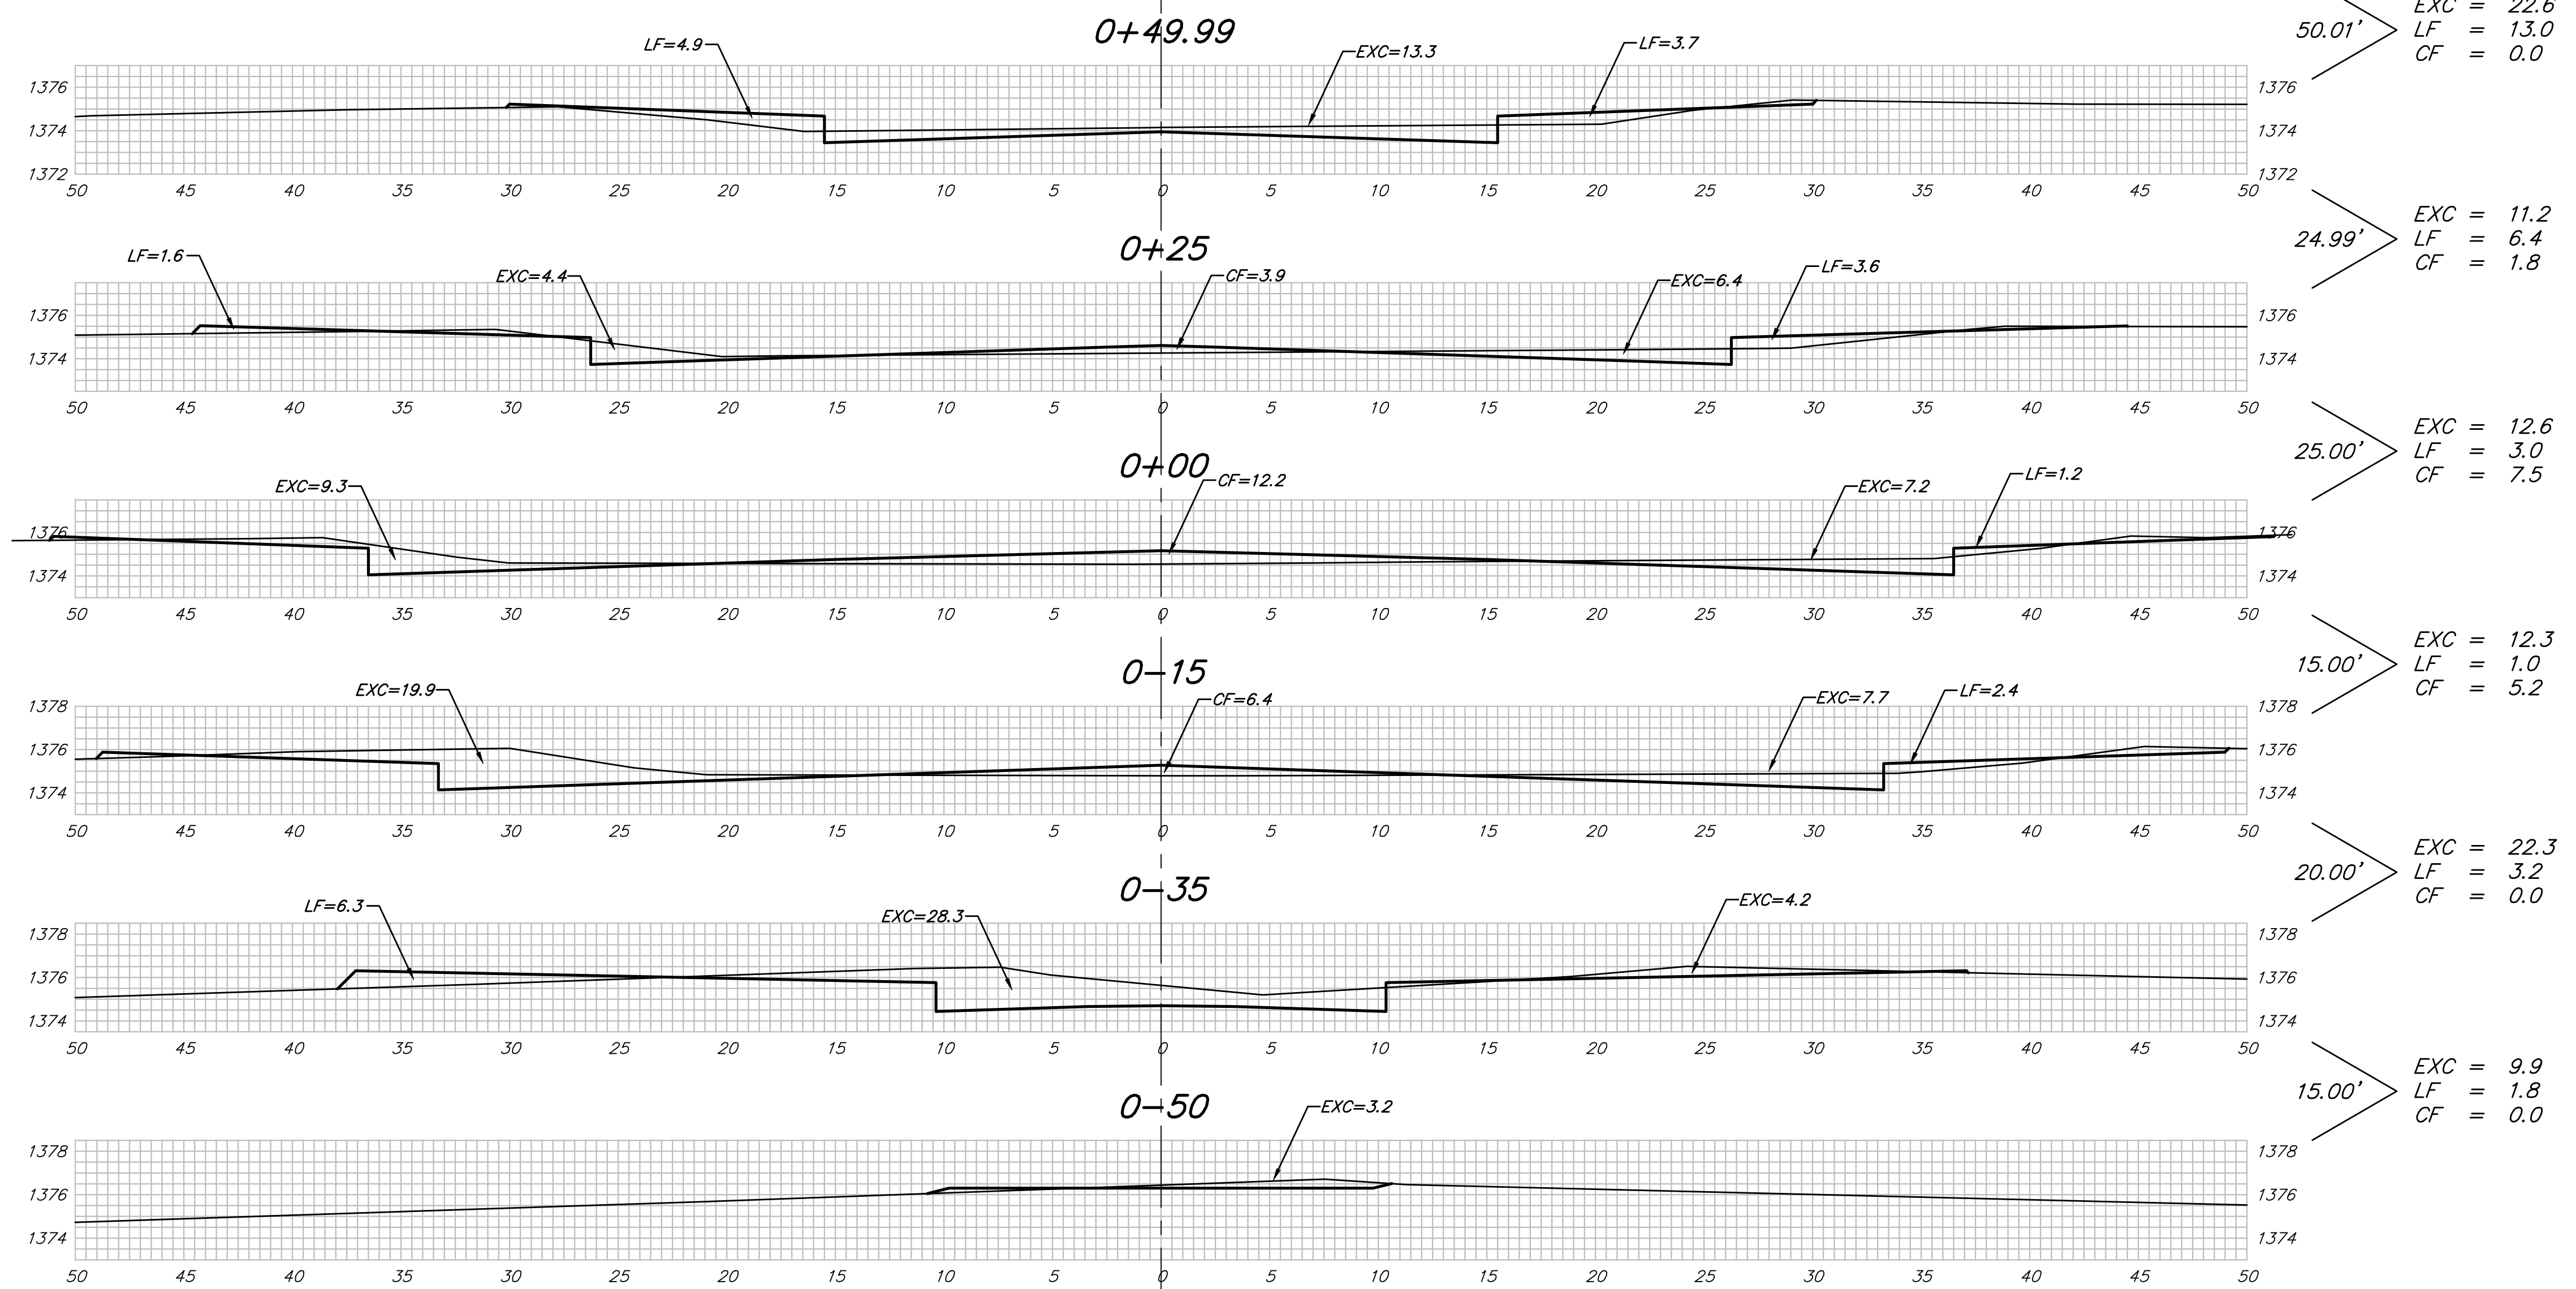 EXC = 22.6
50.01' LF = 13.0
CF = 0.0
0+49.99
LF=4.9 EXC=13.3 LF=3.7
1376 1376
1374 1374
1372 1372
50 45 40 35 30 25 20 15 10 5 0 5 10 15 20 25 30 35 40 45 50
EXC = 11.2
24.99' LF = 6.4
CF = 1.8
0+25
LF=1.6 EXC=4.4 CF=3.9 EXC=6.4 LF=3.6
1376 1376
1374 1374
50 45 40 35 30 25 20 15 10 5 0 5 10 15 20 25 30 35 40 45 50
EXC = 12.6
25.00' LF = 3.0
CF = 7.5
0+00
EXC=9.3 CF=12.2 EXC=7.2 LF=1.2
1376 1376
1374 1374
50 45 40 35 30 25 20 15 10 5 0 5 10 15 20 25 30 35 40 45 50
EXC = 12.3
15.00' LF = 1.0
CF = 5.2
0-15
EXC=19.9 CF=6.4 EXC=7.7 LF=2.4
1378 1378
1376 1376
1374 1374
50 45 40 35 30 25 20 15 10 5 0 5 10 15 20 25 30 35 40 45 50
EXC = 22.3
20.00' LF = 3.2
CF = 0.0
0-35
LF=6.3 EXC=28.3 EXC=4.2
1378 1378
1376 1376
1374 1374
50 45 40 35 30 25 20 15 10 5 0 5 10 15 20 25 30 35 40 45 50
EXC = 9.9
15.00' LF = 1.8
CF = 0.0
0-50
EXC=3.2
1378 1378
1376 1376
1374 1374
50 45 40 35 30 25 20 15 10 5 0 5 10 15 20 25 30 35 40 45 50